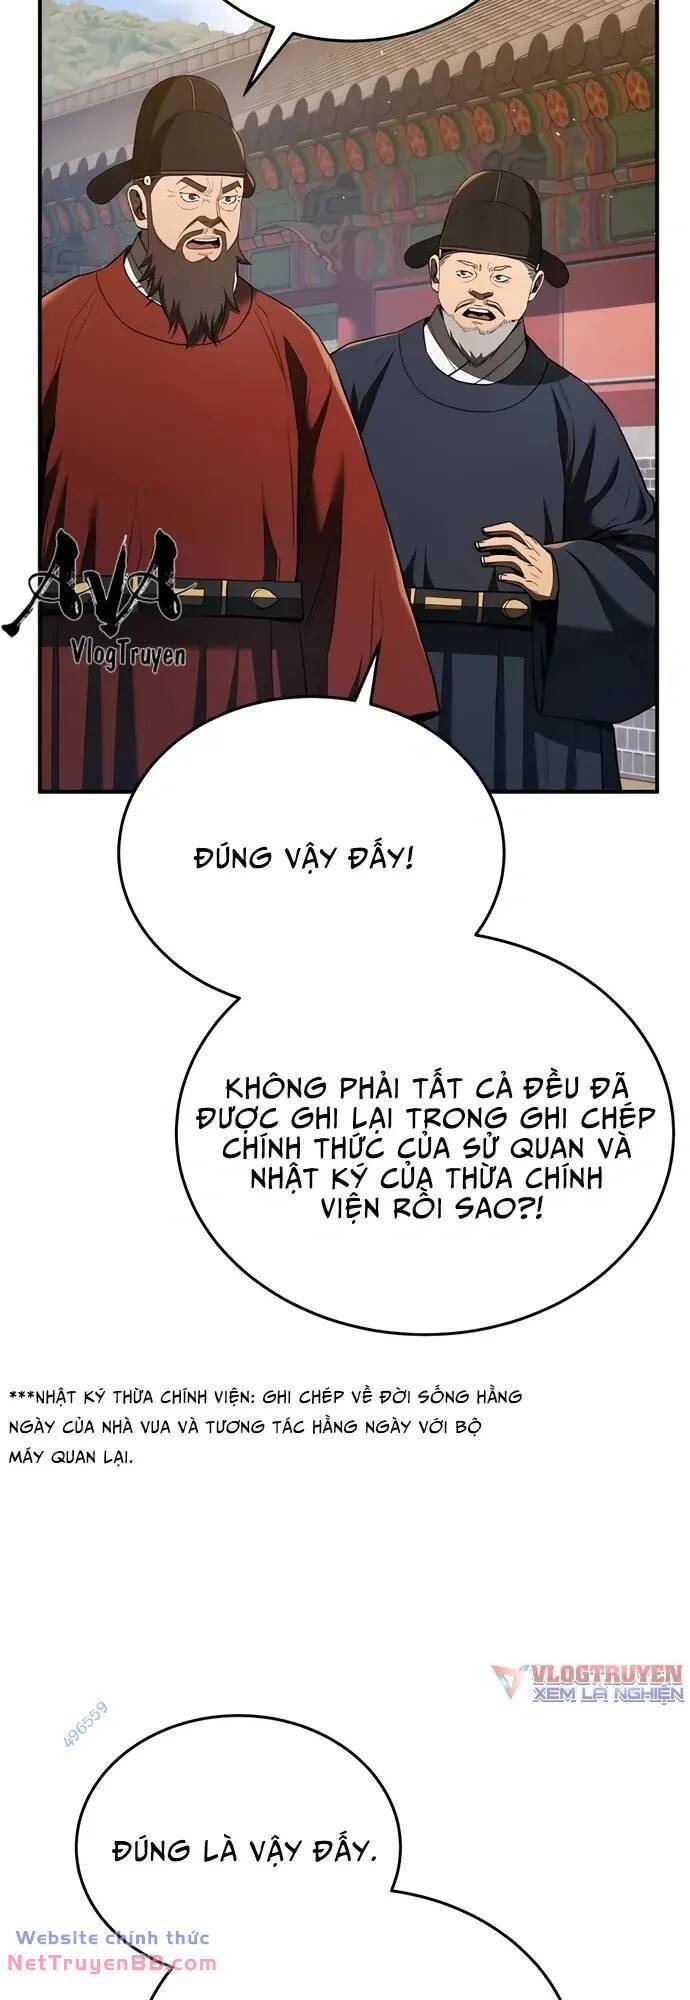 AVA
VlogTruyen
ĐÚNG VẬY ĐẤY!
KHÔNG PHẢI TẤT CẢ ĐỀU ĐÃ
ĐƯỢC GHI LẠI TRONG GHI CHÉP
CHÍNH THỨC CỦA SỬ QUAN VÀ
NHẬT KÝ CỦA THỪA CHÍNH
VIỆN RỒI SAO?!
***NHẬT KÝ THỪA CHÍNH VIỆN: GHI CHÉP VỀ ĐỜI SỐNG HẰNG
NGÀY CỦA NHÀ VUA VÀ TƯƠNG TÁC HẰNG NGÀY VỚI BỘ
MÁY QUAN LẠI.
VLOGTRUYEN
XEM LÀ NGHIỆN
496559
ĐÚNG LÀ VẬY ĐẤY.
Website chính thức
NetTruyenBB.com